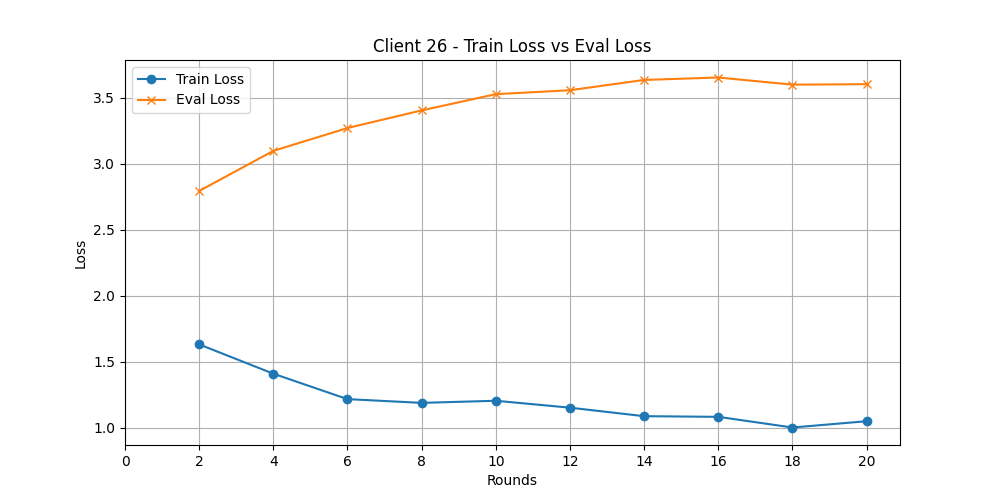 Client 26 - Train Loss vs Eval Loss
Train Loss
Eval Loss
3.5
3.0
2.5
2.0
1.5
1.0
Loss
0 2 4 6 8 10 12 14 16 18 20
Rounds